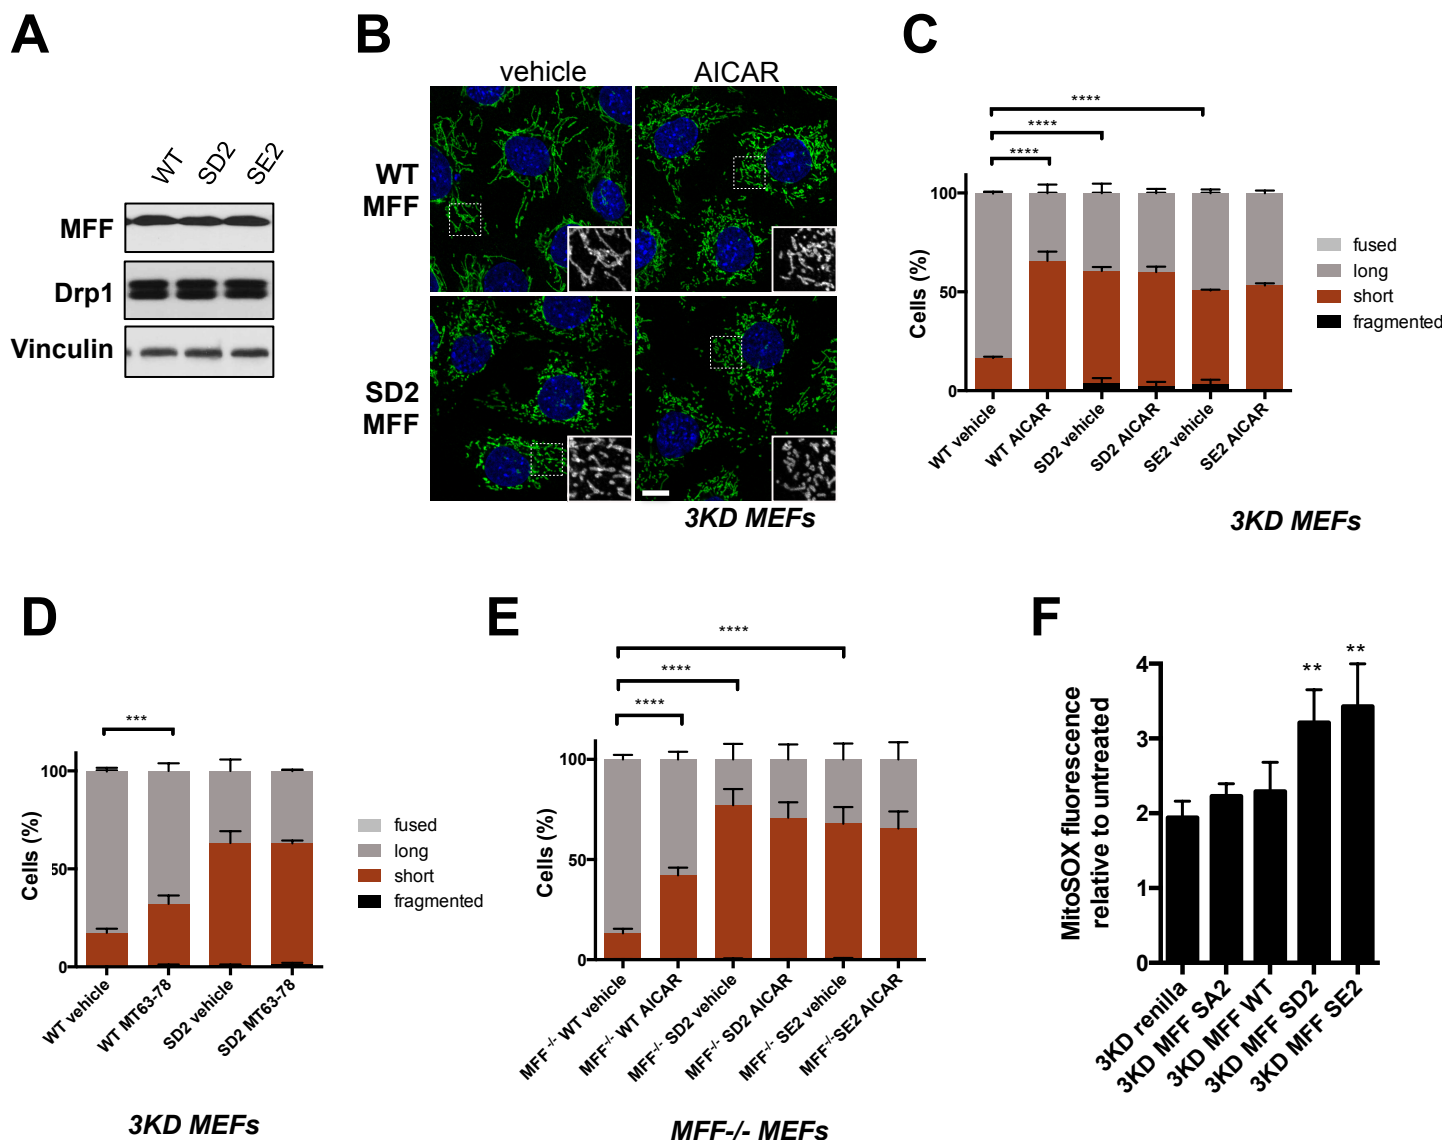 A
WT
SD2
SE2
MFF
Drp1
Vinculin
B
vehicle
AICAR
WT
MFF
SD2
MFF
3KD MEFs
C
****
****
****
100
50
0
Cells (%)
WT vehicle
WT AICAR
SD2 vehicle
SD2 AICAR
SE2 vehicle
SE2 AICAR
fused
long
short
fragmented
3KD MEFs
D
***
100
50
0
Cells (%)
WT vehicle
WT MT63-78
SD2 vehicle
SD2 MT63-78
fused
long
short
fragmented
3KD MEFs
E
****
****
****
100
50
0
Cells (%)
MFF-/- WT vehicle
MFF-/- WT AICAR
MFF-/- SD2 vehicle
MFF-/- SD2 AICAR
MFF-/- SE2 vehicle
MFF-/-SE2 AICAR
MFF-/- MEFs
F
**
**
4
3
2
1
0
MitoSOX fluorescence
relative to untreated
3KD renilla
3KD MFF SA2
3KD MFF WT
3KD MFF SD2
3KD MFF SE2